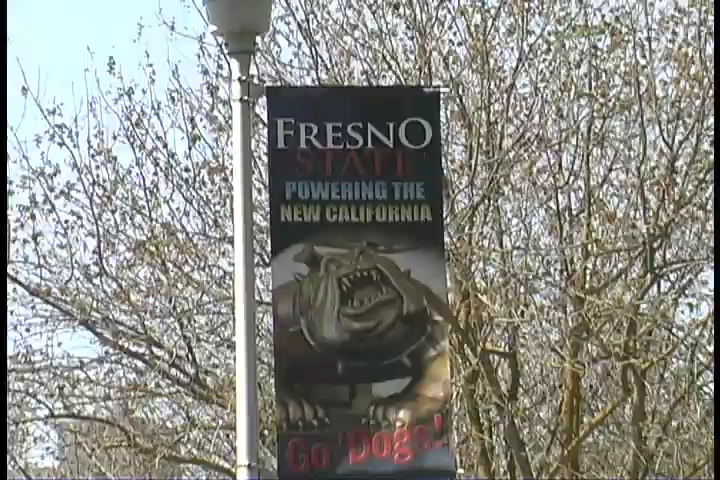 FRESNO
STATE
POWERING THE
NEW CALIFORNIA
Go 'Dogs!